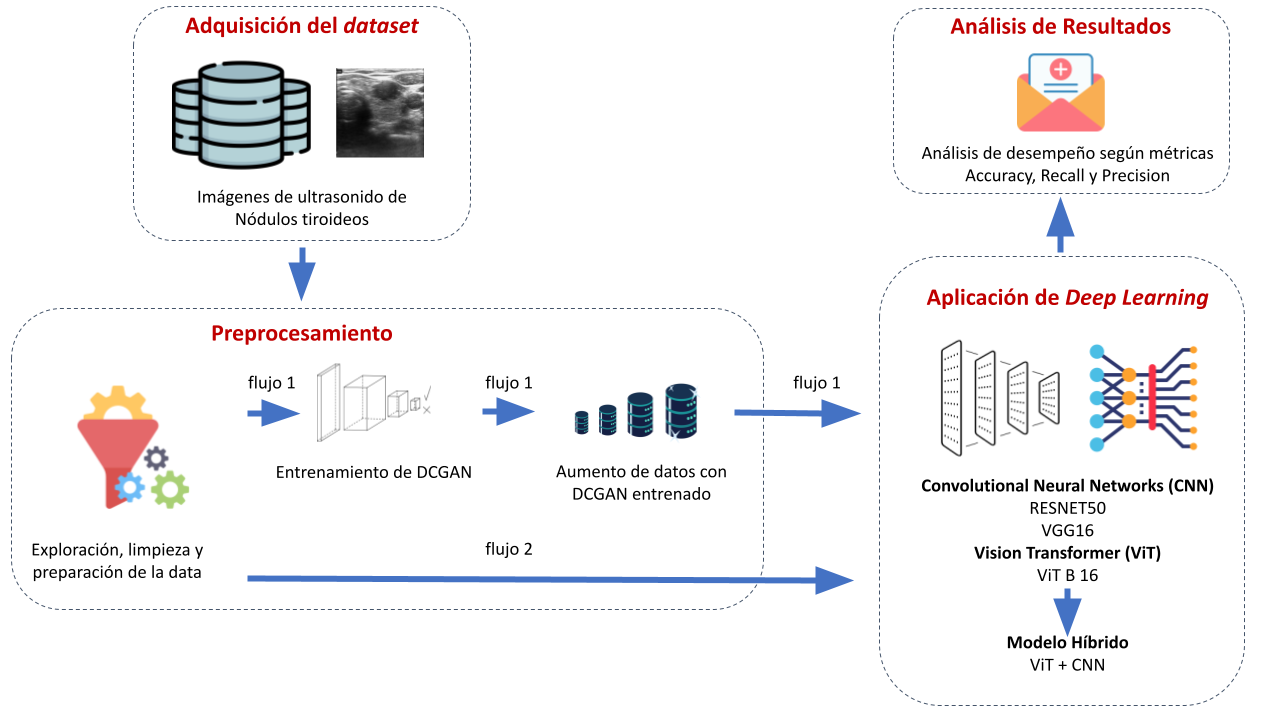 Adquisición del dataset
Imágenes de ultrasonido de
Nódulos tiroideos
Preprocesamiento
Exploración, limpieza y
preparación de la data
flujo 1
Entrenamiento de DCGAN
flujo 1
Aumento de datos con
DCGAN entrenado
flujo 1
flujo 2
Aplicación de Deep Learning
Convolutional Neural Networks (CNN)
RESNET50
VGG16
Vision Transformer (ViT)
ViT B 16
Modelo Híbrido
ViT + CNN
Análisis de Resultados
Análisis de desempeño según métricas
Accuracy, Recall y Precision